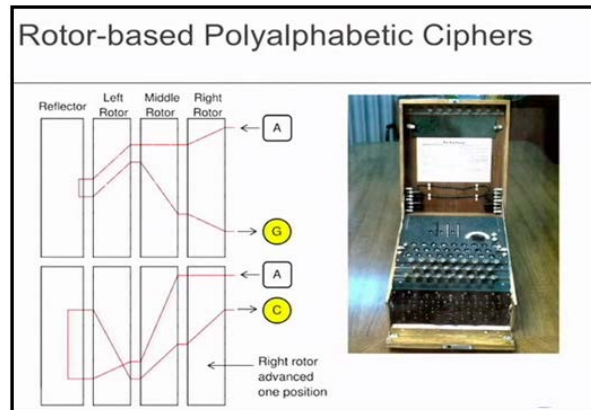 Rotor-based Polyalphabetic Ciphers
Reflector
Left
Rotor
Middle
Rotor
Right
Rotor
A
G
A
C
Right rotor
advanced
one position